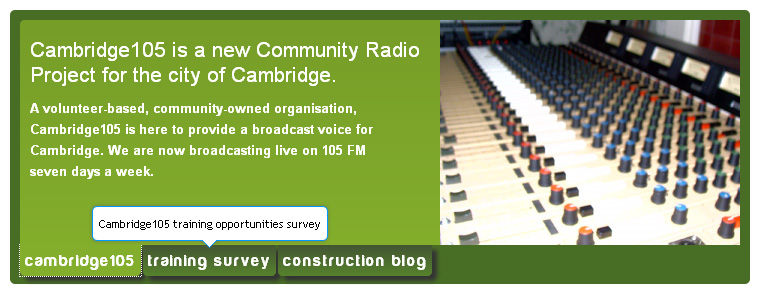 Cambridge105 is a new Community Radio
Project for the city of Cambridge.
A volunteer-based, community-owned organisation,
Cambridge105 is here to provide a broadcast voice for
Cambridge. We are now broadcasting live on 105 FM
seven days a week.
Cambridge105 training opportunities survey
cambridge105 training survey construction blog